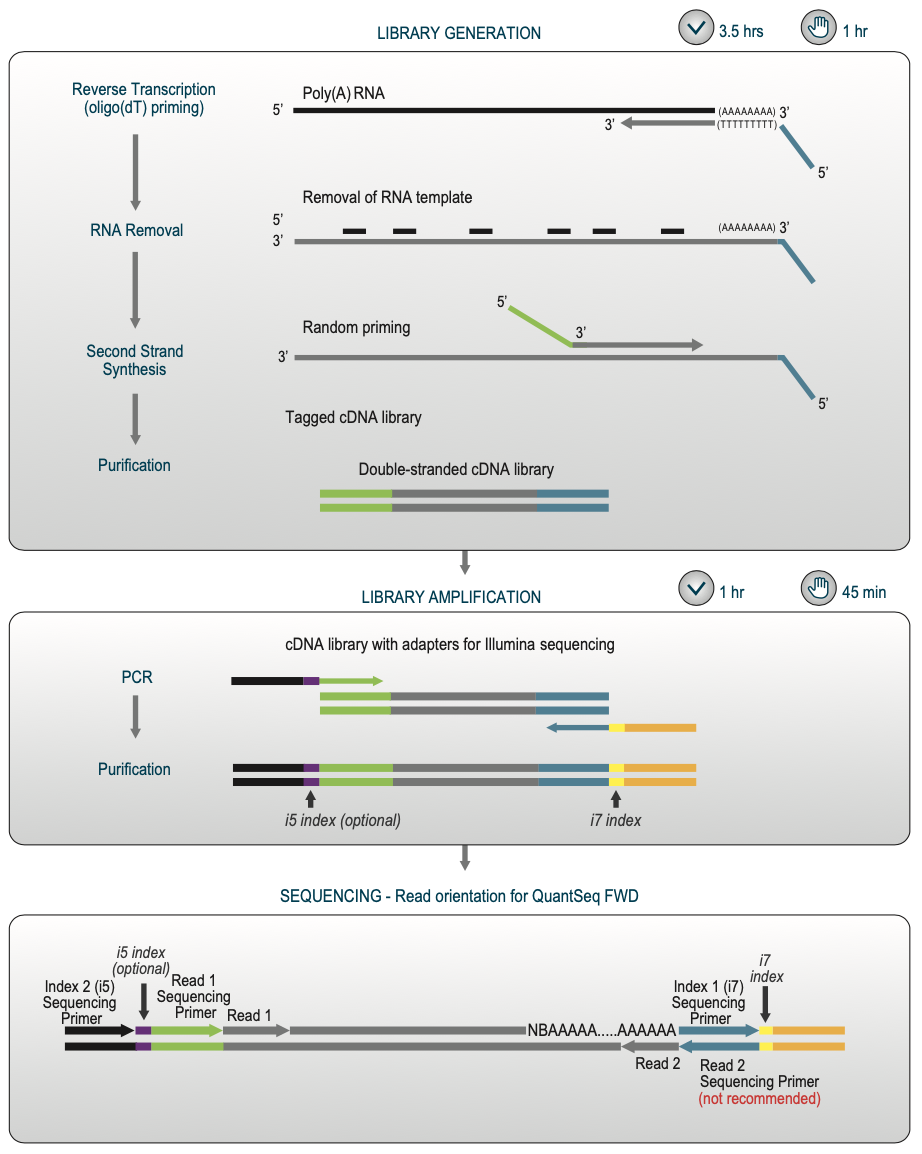 LIBRARY GENERATION
3.5 hrs
1 hr
Reverse Transcription
(oligo(dT) priming)
Poly(A) RNA
5’
(AAAAAAAA)
3’
3’
(TTTTTTTTT)
5’
Removal of RNA template
5’
RNA Removal
3’
(AAAAAAAA)
3’
5’
Random priming
3’
Second Strand
Synthesis
3’
5’
Tagged cDNA library
Purification
Double-stranded cDNA library
LIBRARY AMPLIFICATION
1 hr
45 min
cDNA library with adapters for Illumina sequencing
PCR
Purification
i5 index (optional)
i7 index
SEQUENCING - Read orientation for QuantSeq FWD
i5 index
(optional)
i7
index
Index 2 (i5)
Sequencing
Primer
Read 1
Sequencing
Primer
Read 1
Index 1 (i7)
Sequencing
Primer
NBAAAAA.....AAAAAA
Read 2
Read 2
Sequencing Primer
(not recommended)